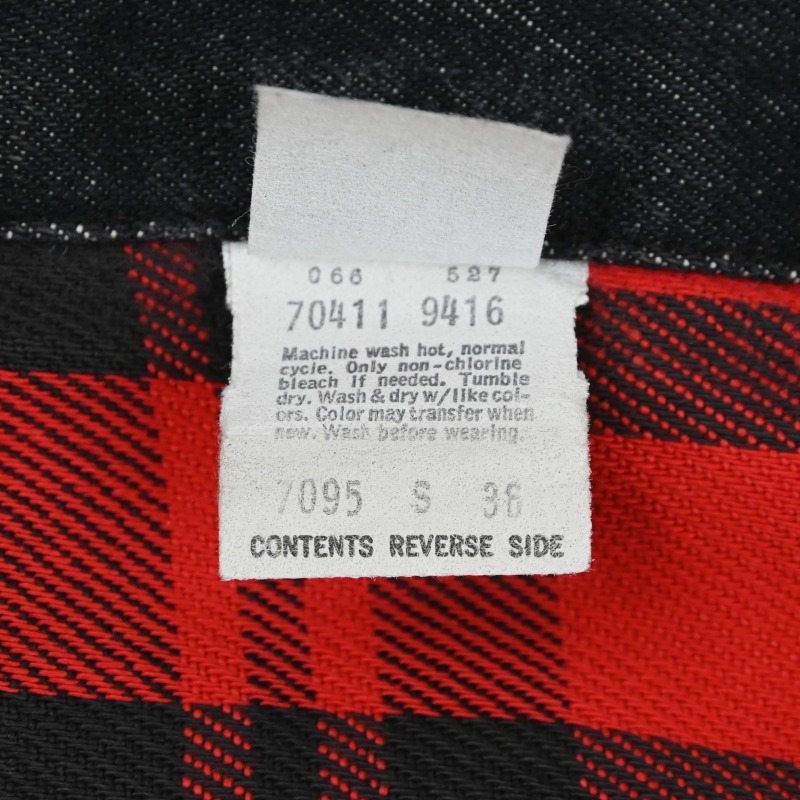 066 527
70411 9416
Machine wash hot, normal
cycle. Only non-chlorine
bleach if needed. Tumble
dry. Wash & dry w/like col-
ors. Color may transfer when
new. Wash before wearing.
7095 S
CONTENTS REVERSE SIDE